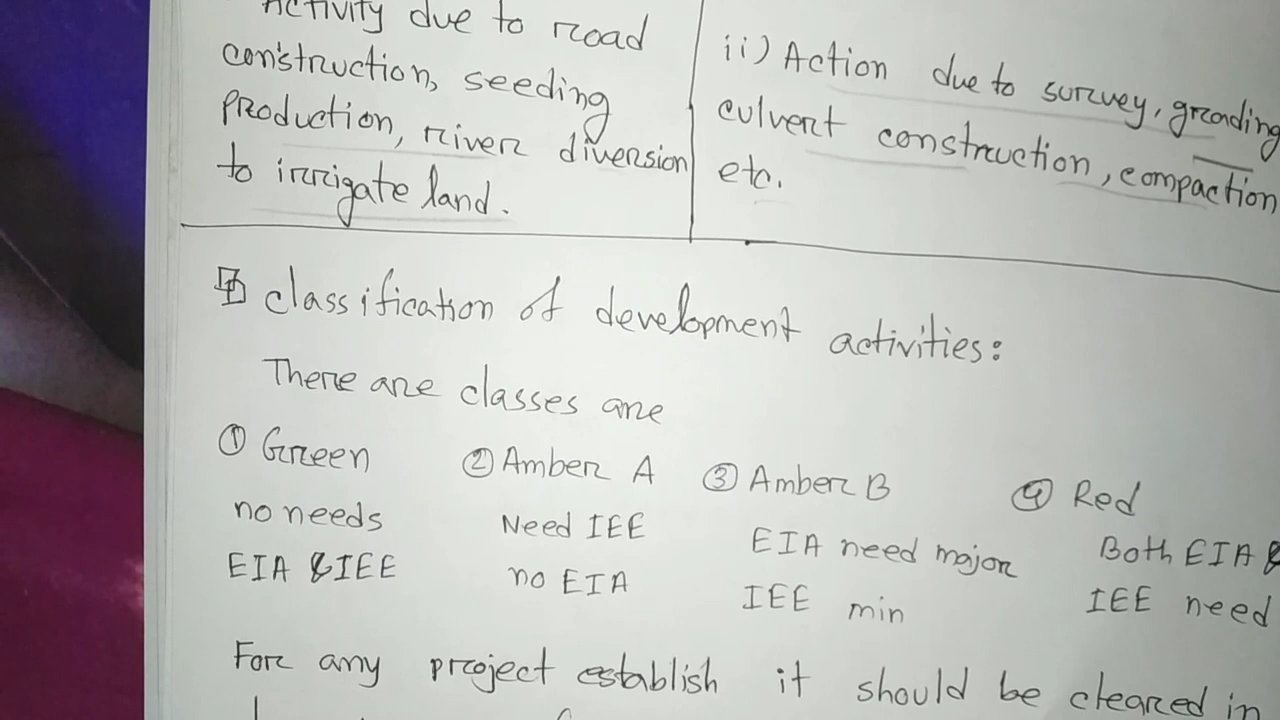 Activity due to road
construction, seeding
production, river diversion
to irrigate land.
ii) Action due to survey, grading
culvert construction, compaction
etc.
classification of development activities:
There are classes are
① Green ② Amber A ③ Amber B ④ Red
no needs Need IEE EIA need major Both EIA &
EIA & IEE no EIA IEE min IEE need
For any project establish it should be cleared in